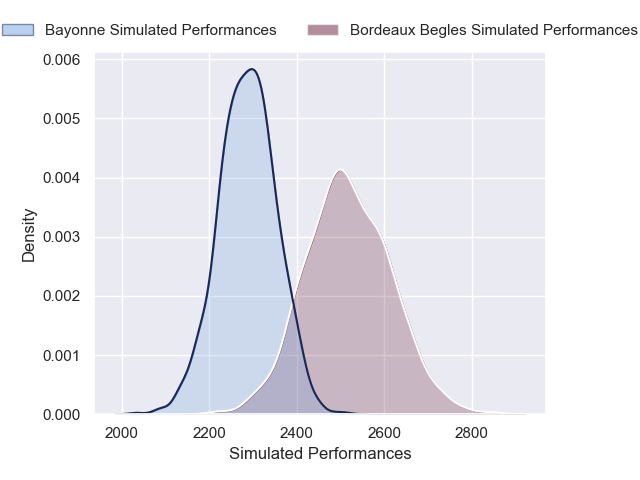 Bayonne Simulated Performances Bordeaux Begles Simulated Performances
0.006
0.005
0.004
0.003
0.002
0.001
0.000
Density
2000 2200 2400 2600 2800
Simulated Performances